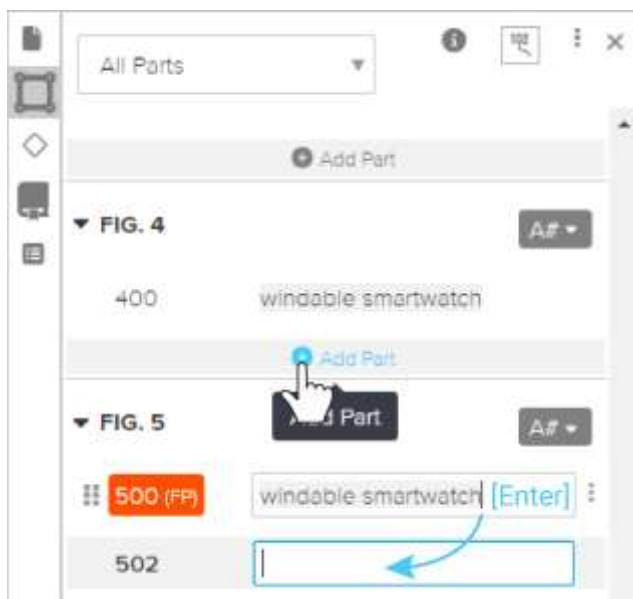 All Parts
Add Part
FIG. 4
A#
400 windable smartwatch
Add Part
Add Part
FIG. 5
A#
500 (FP) windable smartwatch [Enter]
502